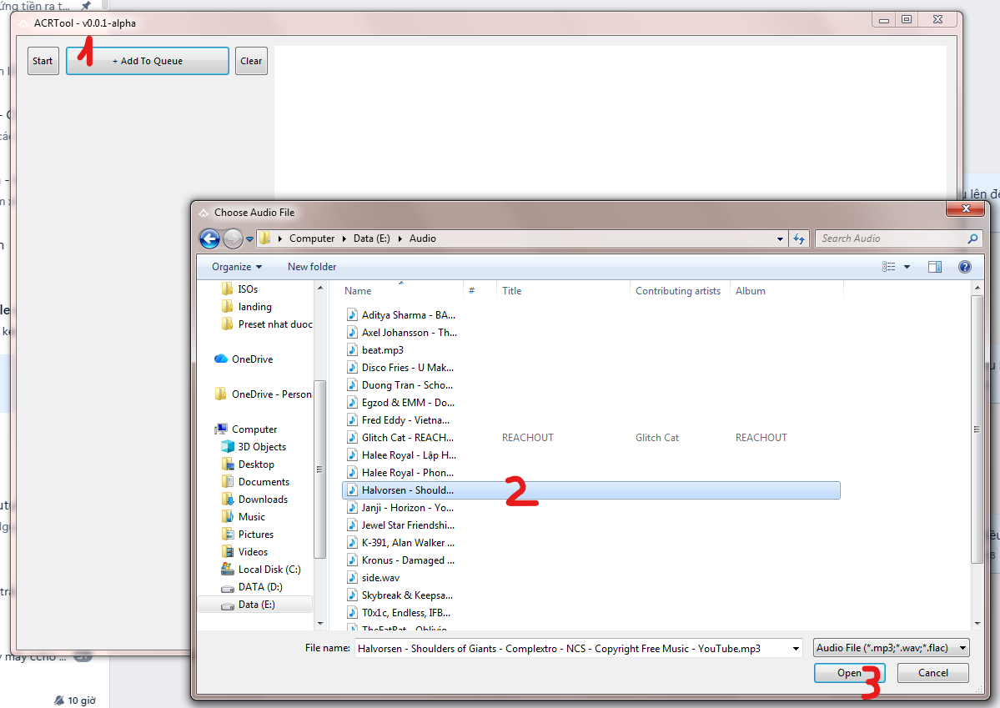 ứng tiền ra t...
ACRTool - v0.0.1-alpha
1
Start
+ Add To Queue
Clear
u lên đề
Choose Audio File
Computer
Data (E:)
Audio
Search Audio
Organize
New folder
ISOs
landing
Preset nhat duoc
OneDrive
OneDrive - Person
Computer
3D Objects
Desktop
Documents
Downloads
Music
Pictures
Videos
Local Disk (C:)
DATA (D:)
Data (E:)
Name
#
Title
Contributing artists
Album
Aditya Sharma - BA...
Axel Johansson - Th...
beat.mp3
Disco Fries - U Mak...
Duong Tran - Scho...
Egzod & EMM - Do...
Fred Eddy - Vietna...
Glitch Cat - REACH...
REACHOUT
Glitch Cat
REACHOUT
Halee Royal - Lập H...
Halee Royal - Phon...
Halvorsen - Should...
2
Janji - Horizon - Yo...
Jewel Star Friendshi...
K-391, Alan Walker ...
Kronus - Damaged ...
side.wav
Skybreak & Keepsa...
T0x1c, Endless, IFB...
TheFatRat - Oblivio
File name:
Halvorsen - Shoulders of Giants - Complextro - NCS - Copyright Free Music - YouTube.mp3
Audio File (*.mp3;*.wav;*.flac)
Open
3
Cancel
10 giờ